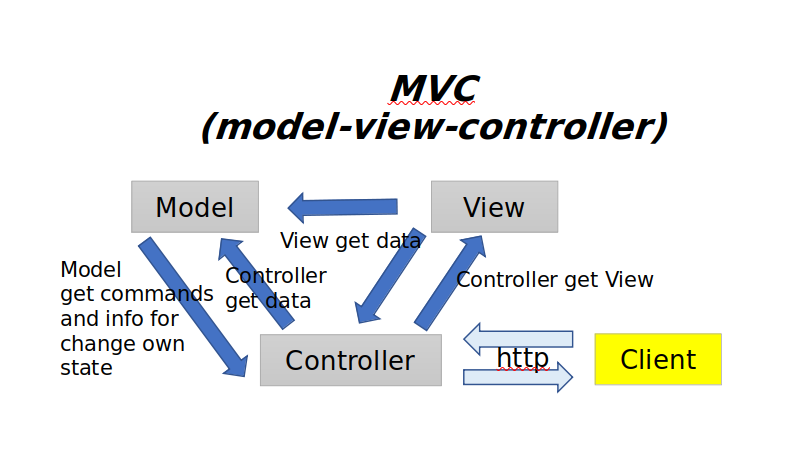 MVC
(model-view-controller)
Model
View
View get data
Model
get commands
and info for
change own
state
Controller
get data
Controller get View
Controller
http
Client